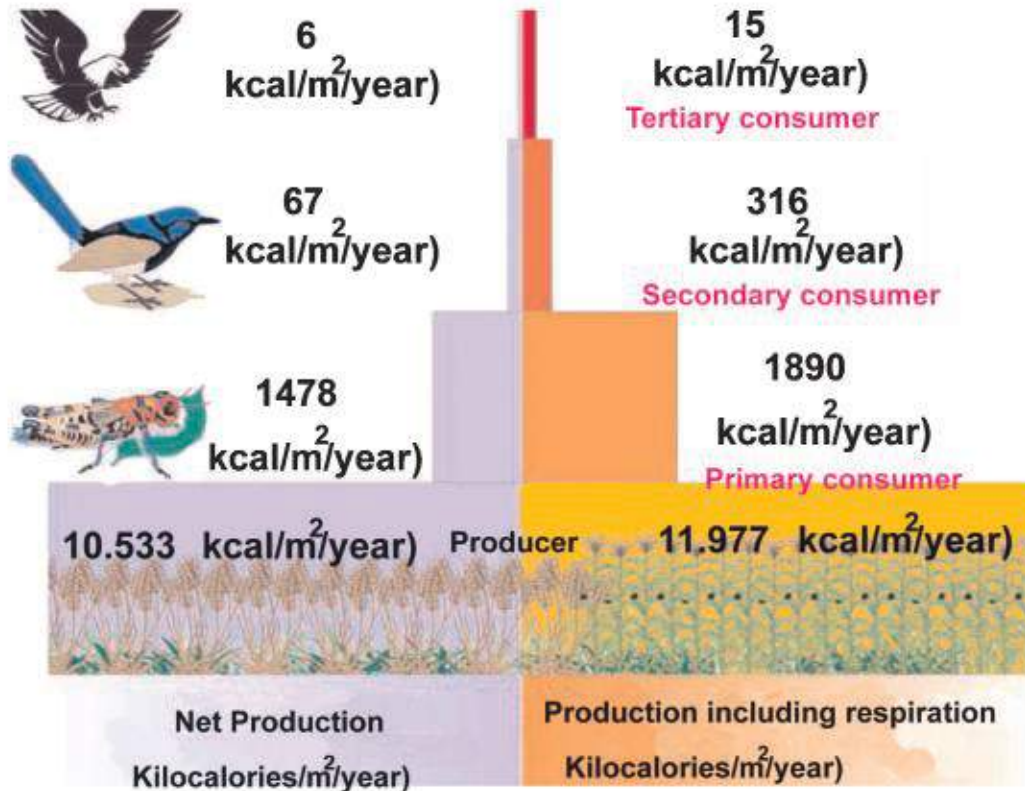 6
kcal/m²/year)
15
kcal/m²/year)
Tertiary consumer
67
kcal/m²/year)
316
kcal/m²/year)
Secondary consumer
1478
kcal/m²/year)
1890
kcal/m²/year)
Primary consumer
10.533 kcal/m²/year)
Producer
11.977 kcal/m²/year)
Net Production
Kilocalories/m²/year)
Production including respiration
Kilocalories/m²/year)